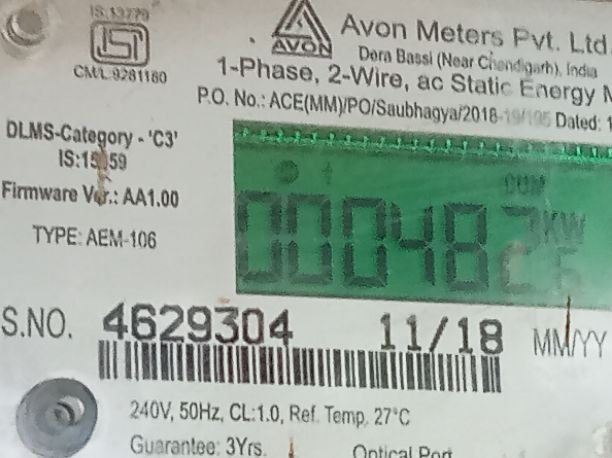 IS:13779
CM/L.9281180
AVON
Avon Meters Pvt. Ltd.
Dera Bassi (Near Chandigarh), India
1-Phase, 2-Wire, ac Static Energy
P.O. No.: ACE(MM)/PO/Saubhagya/2018-19/195 Dated:
DLMS-Category - 'C3'
IS:15959
Firmware Ver.: AA1.00
TYPE: AEM-106
CUM
000482 KW
S.NO. 4629304 11/18 MM/YY
240V, 50Hz, CL:1.0, Ref. Temp. 27°C
Guarantee: 3Yrs.
Optical Port